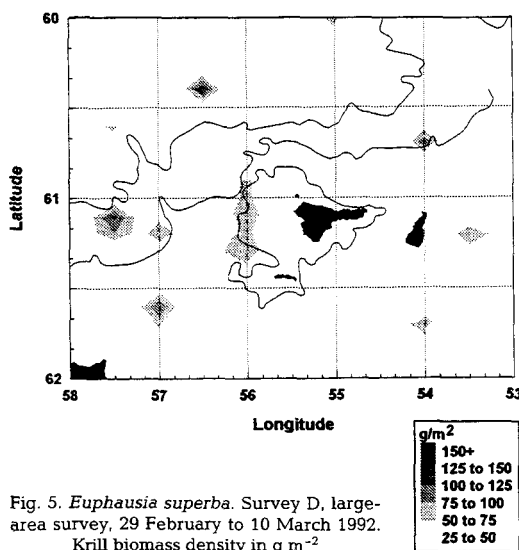 60
61
62
Latitude
58
57
56
55
54
53
Longitude
g/m2
150+
125 to 150
100 to 125
75 to 100
50 to 75
25 to 50
Fig. 5. Euphausia superba. Survey D, large-
area survey, 29 February to 10 March 1992.
Krill biomass density in g m−2